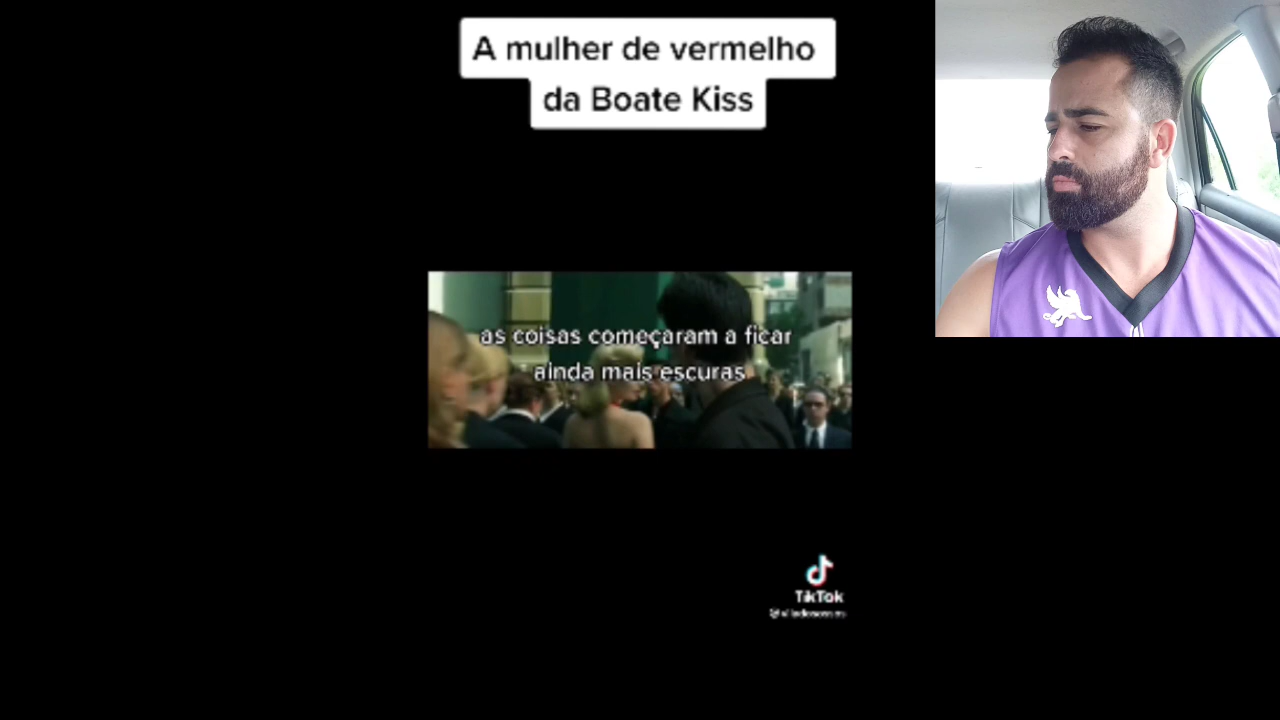 A mulher de vermelho
da Boate Kiss
as coisas começaram a ficar
ainda mais escuras
TikTok